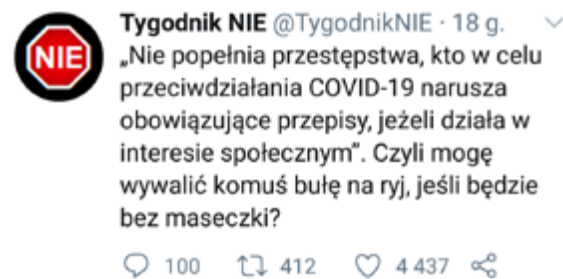 NIE
Tygodnik NIE @TygodnikNIE · 18 g.
„Nie popełnia przestępstwa, kto w celu
przeciwdziałania COVID-19 narusza
obowiązujące przepisy, jeżeli działa w
interesie społecznym”. Czyli mogę
wywalić komuś bułę na ryj, jeśli będzie
bez maseczki?
100 412 4 437